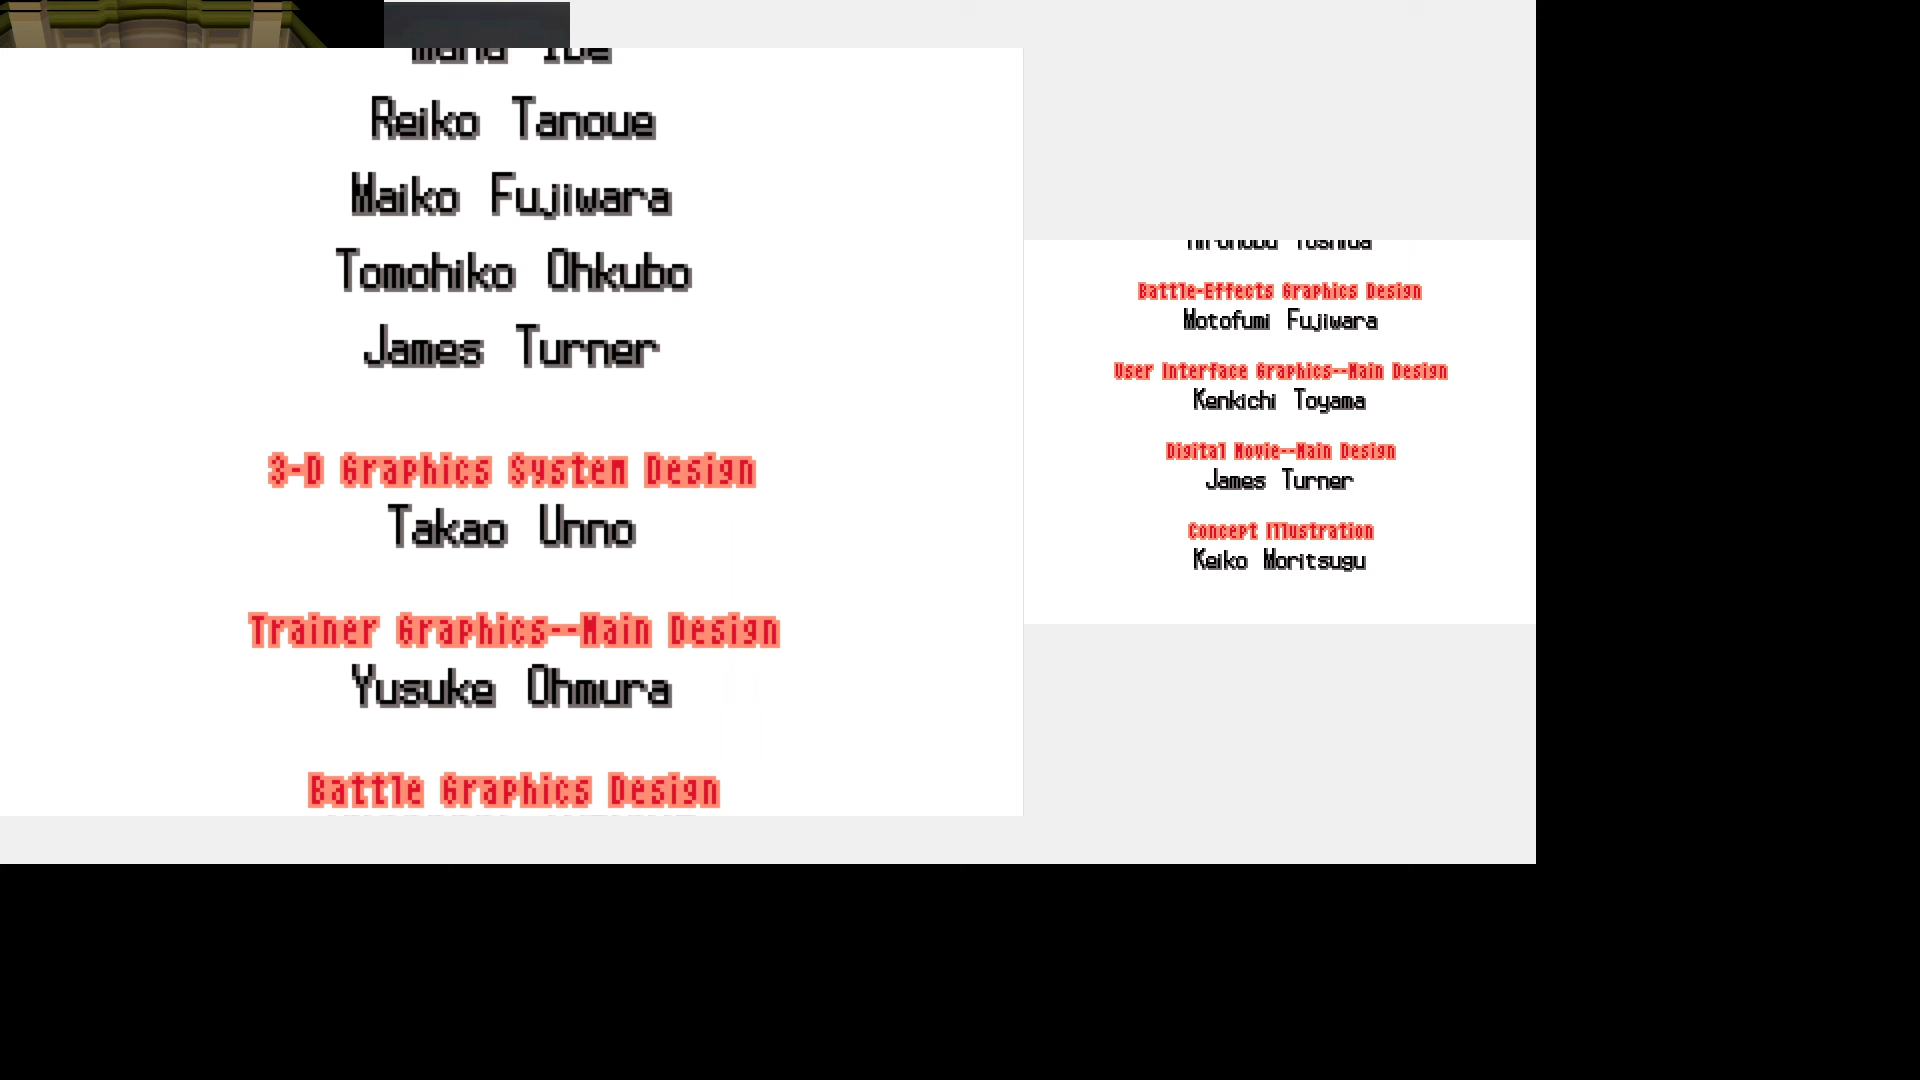 Reiko Tanoue
Maiko Fujiwara
Tomohiko Ohkubo
James Turner
3-D Graphics System Design
Takao Unno
Trainer Graphics--Main Design
Yusuke Ohmura
Battle Graphics Design
Battle-Effects Graphics Design
Motofumi Fujiwara
User Interface Graphics--Main Design
Kenkichi Toyama
Digital Movie--Main Design
James Turner
Concept Illustration
Keiko Moritsugu